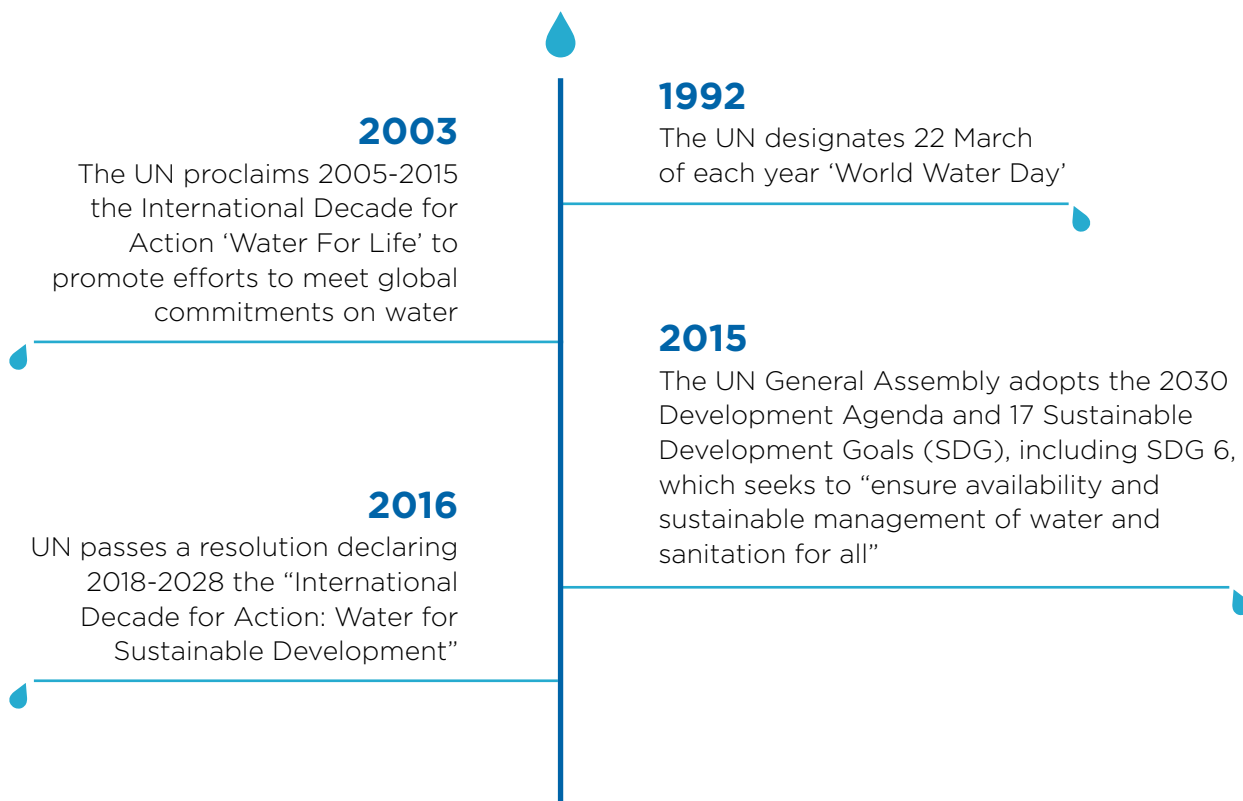 1992
The UN designates 22 March
of each year ‘World Water Day’
2003
The UN proclaims 2005-2015
the International Decade for
Action ‘Water For Life’ to
promote efforts to meet global
commitments on water
2015
The UN General Assembly adopts the 2030
Development Agenda and 17 Sustainable
Development Goals (SDG), including SDG 6,
which seeks to “ensure availability and
sustainable management of water and
sanitation for all”
2016
UN passes a resolution declaring
2018-2028 the “International
Decade for Action: Water for
Sustainable Development”